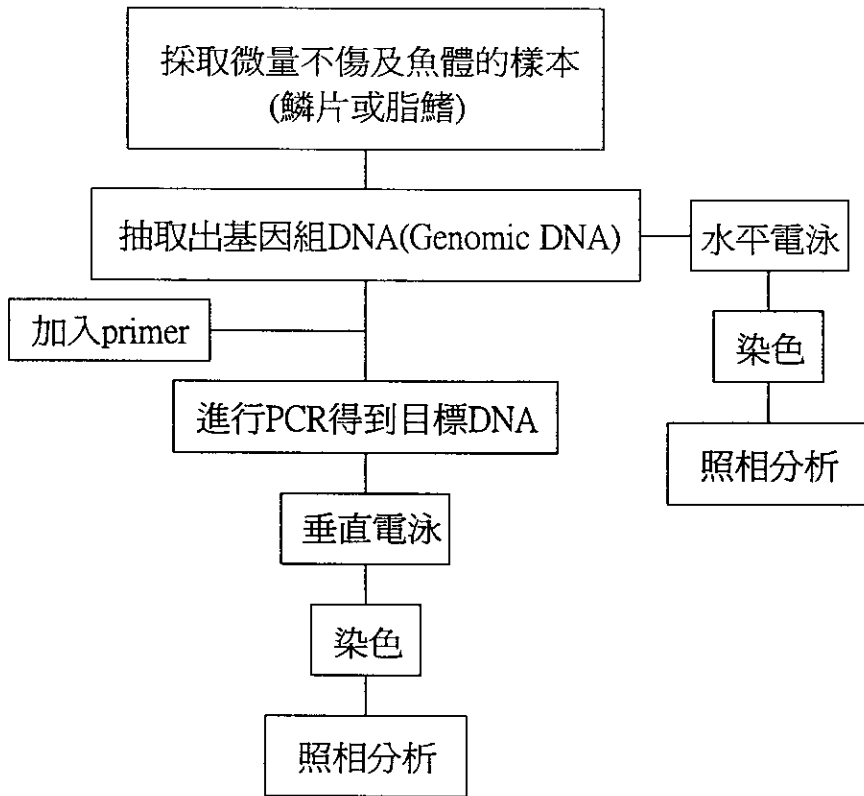 採取微量不傷及魚體的樣本
(鱗片或脂鰭)
抽取出基因組DNA(Genomic DNA)
水平電泳
加入primer
染色
進行PCR得到目標DNA
照相分析
垂直電泳
染色
照相分析